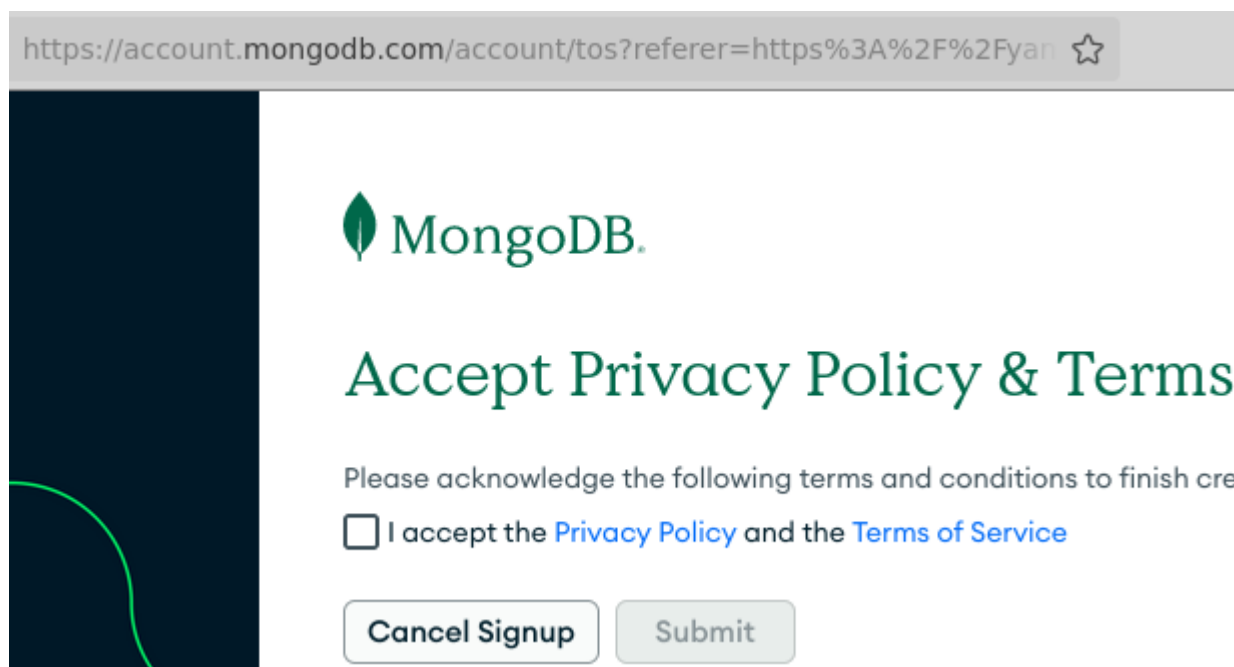 https://account.mongodb.com/account/tos?referer=https%3A%2F%2Fyan
MongoDB.
Accept Privacy Policy & Terms
Please acknowledge the following terms and conditions to finish cre
I accept the Privacy Policy and the Terms of Service
Cancel Signup Submit